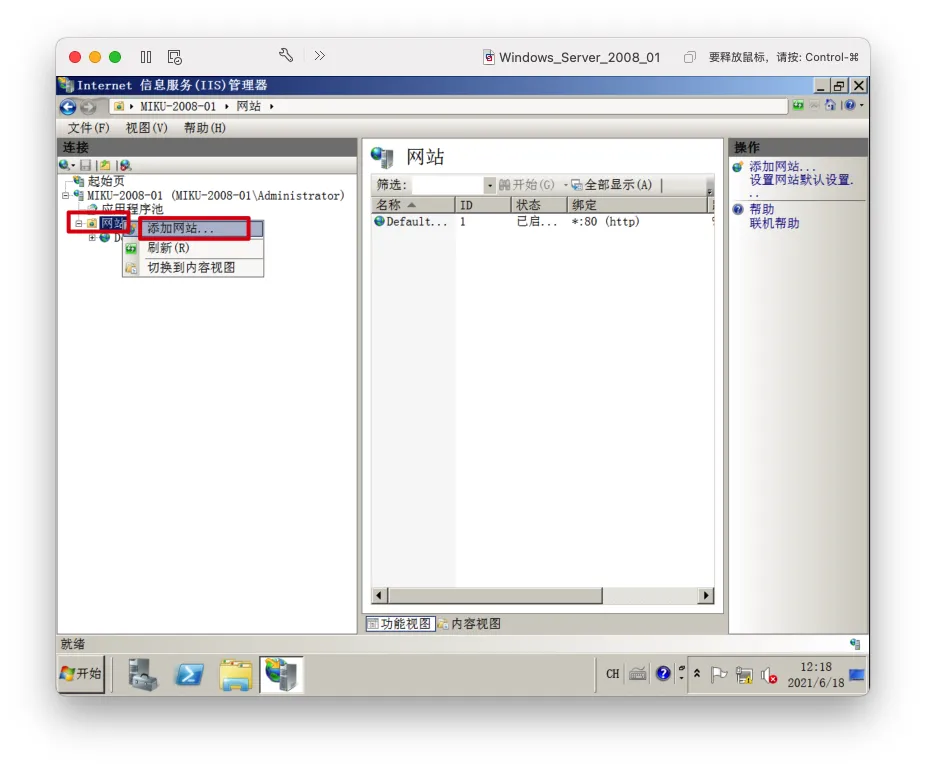 Windows_Server_2008_01
要释放鼠标，请按: Control-⌘
Internet 信息服务(IIS)管理器
MIKU-2008-01 网站
文件(F) 视图(V) 帮助(H)
连接
起始页
MIKU-2008-01 (MIKU-2008-01\Administrator)
应用程序池
网站
添加网站...
刷新(R)
切换到内容视图
网站
筛选: 开始(G) 全部显示(A)
名称 ID 状态 绑定
Default... 1 已启... *:80 (http)
功能视图 内容视图
操作
添加网站...
设置网站默认设置.
..
帮助
联机帮助
就绪
开始
CH
12:18
2021/6/18